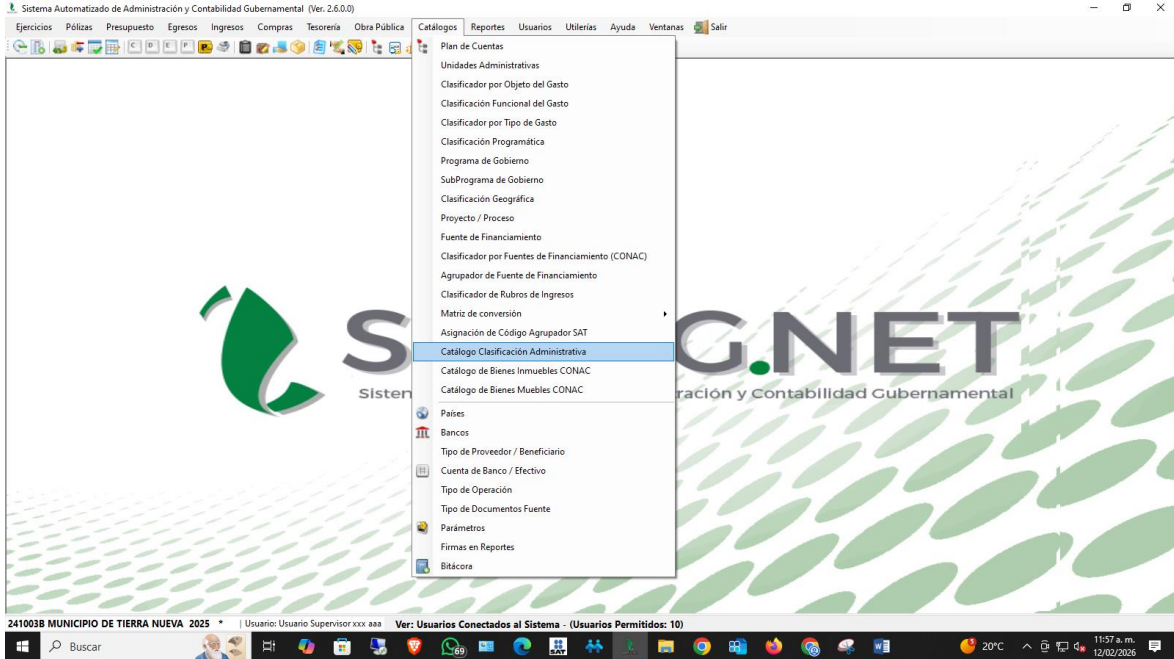 Sistema Automatizado de Administración y Contabilidad Gubernamental (Ver. 2.6.0.0)
Ejercicios Pólizas Presupuesto Egresos Ingresos Compras Tesorería Obra Pública Catálogos Reportes Usuarios Utilerías Ayuda Ventanas Salir
C D E P P
Plan de Cuentas
Unidades Administrativas
Clasificador por Objeto del Gasto
Clasificación Funcional del Gasto
Clasificador por Tipo de Gasto
Clasificación Programática
Programa de Gobierno
SubPrograma de Gobierno
Clasificación Geográfica
Proyecto / Proceso
Fuente de Financiamiento
Clasificador por Fuentes de Financiamiento (CONAC)
Agrupador de Fuente de Financiamiento
Clasificador de Rubros de Ingresos
Matriz de conversión
Asignación de Código Agrupador SAT
Catálogo Clasificación Administrativa
Catálogo de Bienes Inmuebles CONAC
Catálogo de Bienes Muebles CONAC
Países
Bancos
Tipo de Proveedor / Beneficiario
Cuenta de Banco / Efectivo
Tipo de Operación
Tipo de Documentos Fuente
Parámetros
Firmas en Reportes
Bitácora
S G.NET
Sisten ración y Contabilidad Gubernamental
241003B MUNICIPIO DE TIERRA NUEVA 2025 * | Usuario: Usuario Supervisor xxx aaa Ver: Usuarios Conectados al Sistema - (Usuarios Permitidos: 10)
Buscar 69 SAT 20°C 11:57 a. m.
12/02/2026